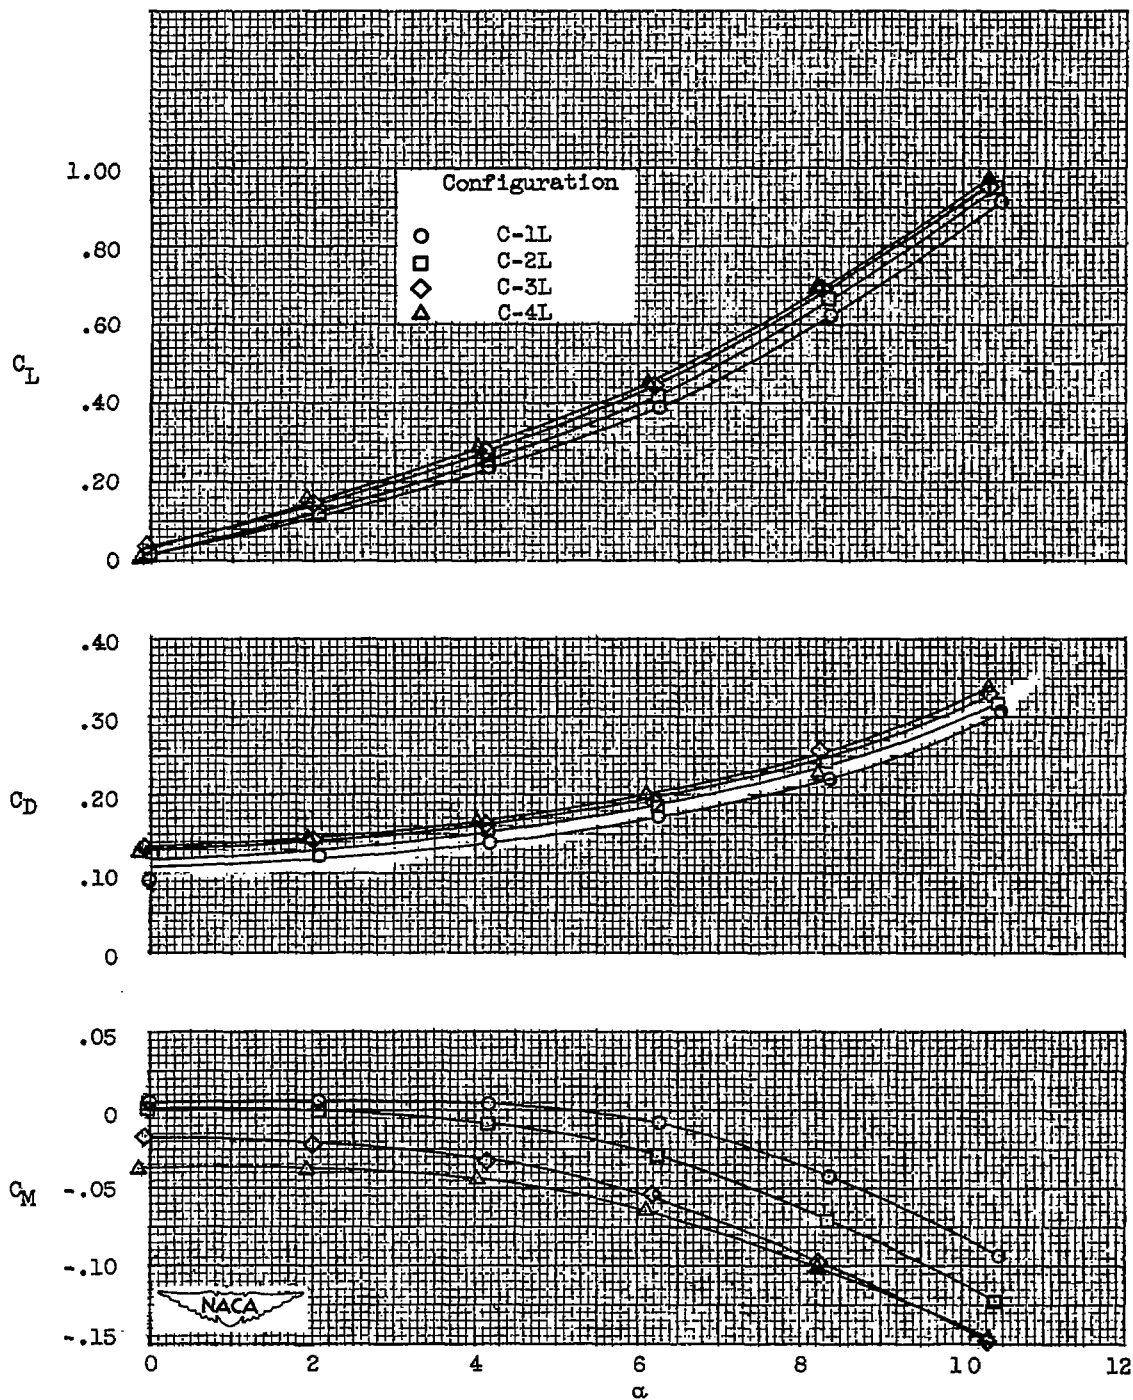 1.00
.80
.60
.40
.20
0
C_L
Configuration
C-1L
C-2L
C-3L
C-4L
.40
.30
.20
.10
0
C_D
.05
0
-.05
-.10
-.15
C_M
NACA
0 2 4 6 8 10 12
α